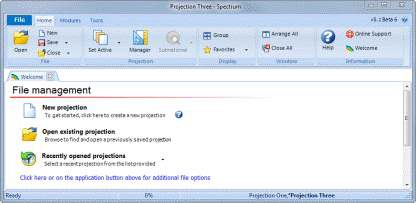 Projection Three - Spectrum
File
Home
Modules
Tools
v5.1 Beta 6
Open
New
Save
Close
File
Set Active
Manager
Projection
Group
Favorites
Display
Arrange All
Close All
Windows
Help
Online Support
Welcome
Information
Welcome
File management
New projection
To get started, click here to create a new projection
Open existing projection
Browse to find and open a previously saved projection
Recently opened projections
Select a recent projection from the list provided
Click here or on the application button above for additional file options
Ready
0%
Projection One,*Projection Three